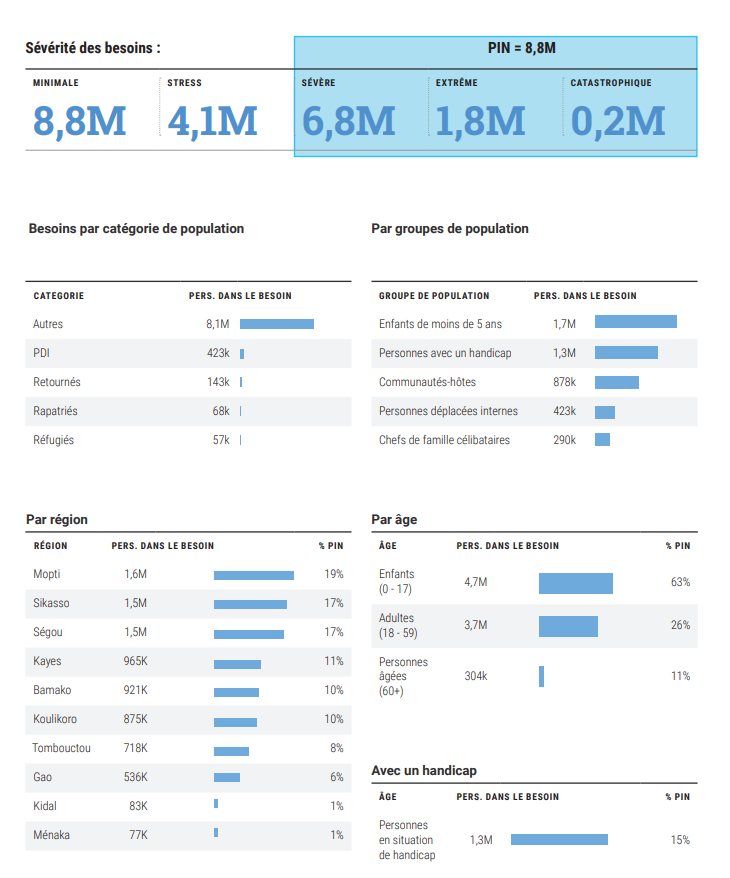 Sévérité des besoins :
PIN = 8,8M
MINIMALE STRESS SÉVÈRE EXTRÊME CATASTROPHIQUE
8,8M 4,1M 6,8M 1,8M 0,2M
Besoins par catégorie de population
CATEGORIE PERS. DANS LE BESOIN
Autres 8,1M
PDI 423k
Retournés 143k
Rapatriés 68k
Réfugiés 57k
Par groupes de population
GROUPE DE POPULATION PERS. DANS LE BESOIN
Enfants de moins de 5 ans 1,7M
Personnes avec un handicap 1,3M
Communautés-hôtes 878k
Personnes déplacées internes 423k
Chefs de famille célibataires 290k
Par région
RÉGION PERS. DANS LE BESOIN % PIN
Mopti 1,6M 19%
Sikasso 1,5M 17%
Ségou 1,5M 17%
Kayes 965K 11%
Bamako 921K 10%
Koulikoro 875K 10%
Tombouctou 718K 8%
Gao 536K 6%
Kidal 83K 1%
Ménaka 77K 1%
Par âge
ÂGE PERS. DANS LE BESOIN % PIN
Enfants
(0 - 17) 4,7M 63%
Adultes
(18 - 59) 3,7M 26%
Personnes
âgées 304k 11%
(60+)
Avec un handicap
ÂGE PERS. DANS LE BESOIN % PIN
Personnes
en situation 1,3M 15%
de handicap